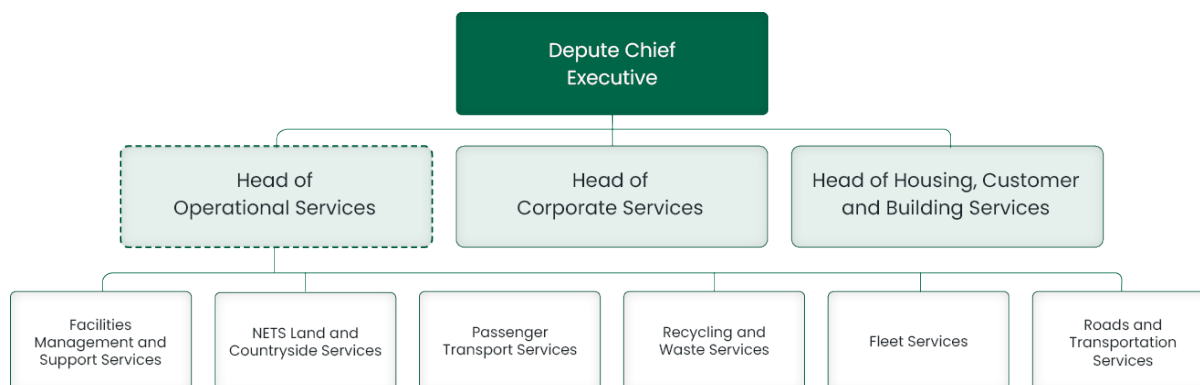 Depute Chief
Executive
Head of
Operational Services
Head of
Corporate Services
Head of Housing, Customer
and Building Services
Facilities
Management and
Support Services
NETS Land and
Countryside Services
Passenger
Transport Services
Recycling and
Waste Services
Fleet Services
Roads and
Transportation
Services